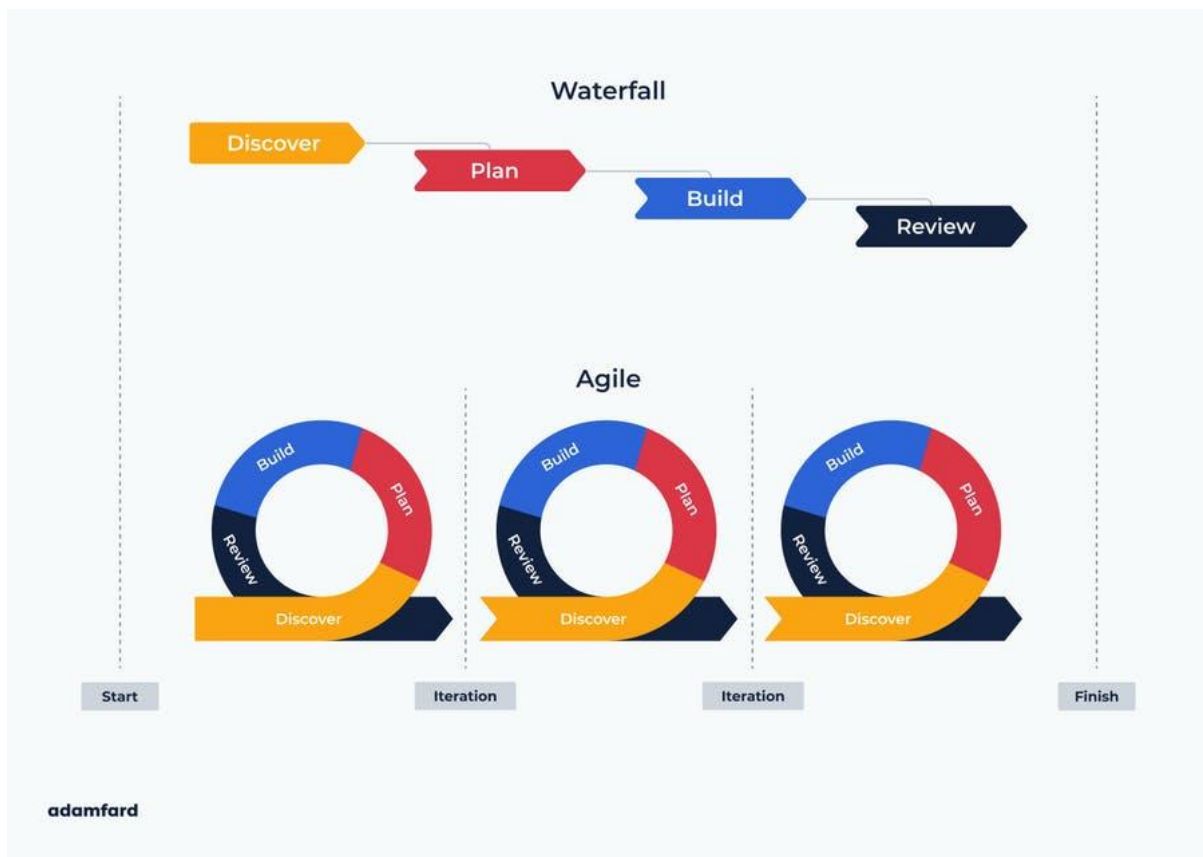 Waterfall
Discover
Plan
Build
Review
Agile
Build
Plan
Review
Discover
Build
Plan
Review
Discover
Build
Plan
Review
Discover
Start
Iteration
Iteration
Finish
adamfard